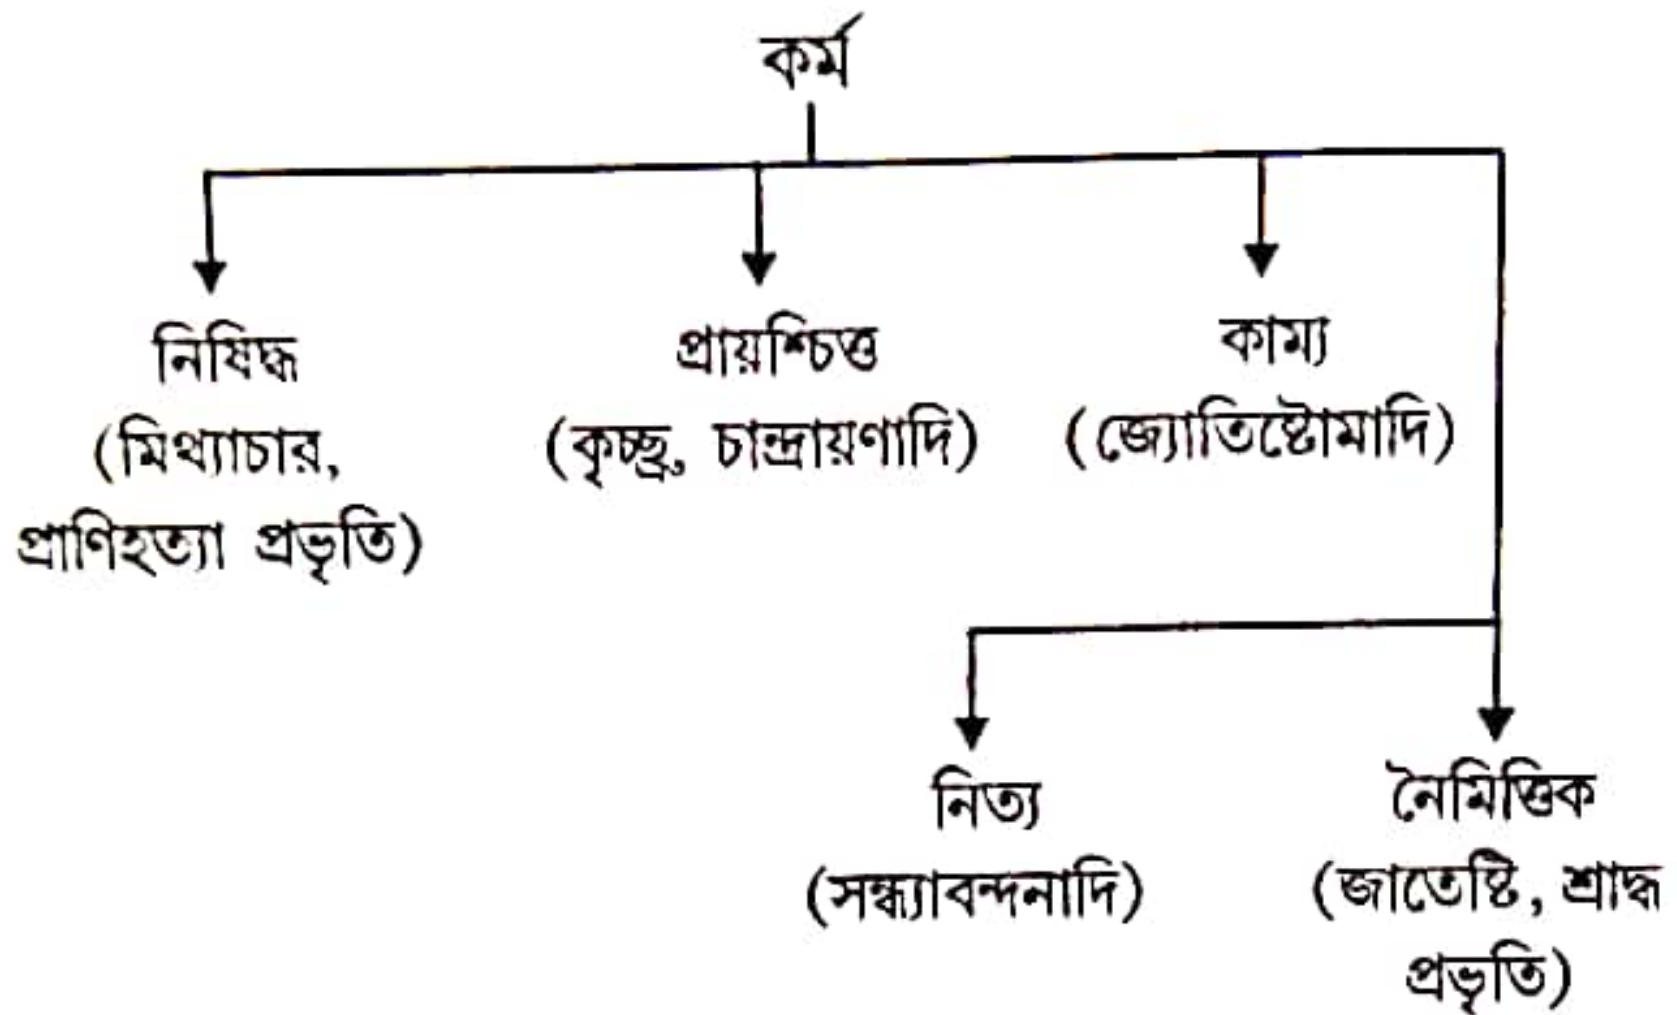 কর্ম
নিষিদ্ধ
(মিথ্যাচার,
প্রাণিহত্যা প্রভৃতি)
প্রায়শ্চিত্ত
(কৃচ্ছ্র, চান্দ্রায়ণাদি)
কাম্য
(জ্যোতিষ্টোমাদি)
নিত্য
(সন্ধ্যাবন্দনাদি)
নৈমিত্তিক
(জাতেষ্টি, শ্রাদ্ধ
প্রভৃতি)